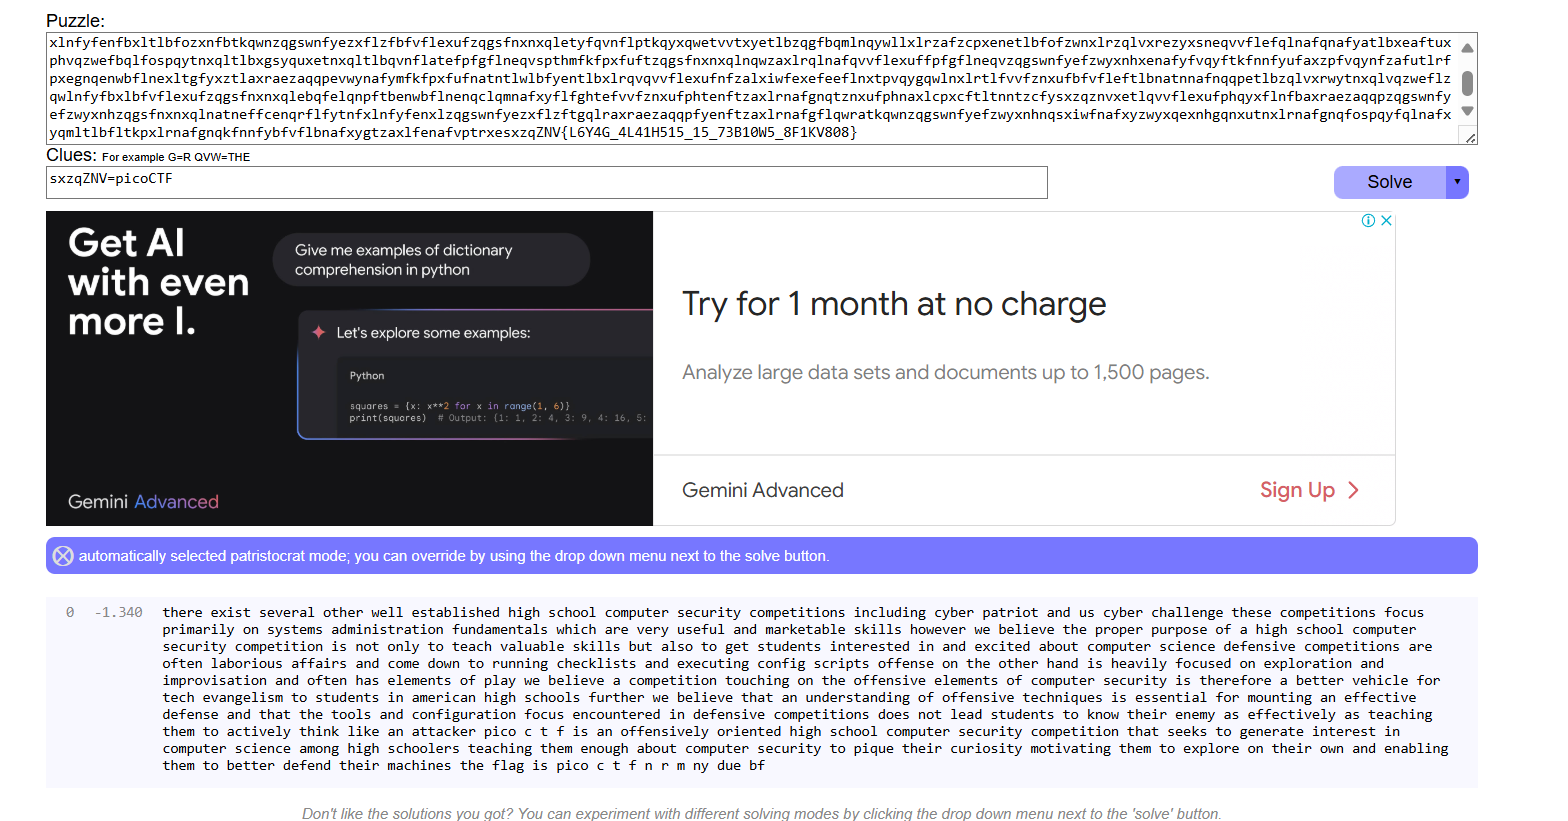 Puzzle:
xlnfyfenfbxltlbfozxnfbtkqwnzqgswnfyezxflzfbfvflexufzqgsfnxnxqletyfqvnflptkqyxqwetvvtxyetlbzqgfbqmlnqywllxlrzafzcpxenetlbfofzwnxlrzqlvxrezyxsneqvvflefqlnafqnafyatlbxeaftux
phvqzwefbqlfospqytnxqltlbxgsyquxetnxqltlbqvnflatefpfgflneqvspthmfkfpxfuftzqgsfnxnxqlnqwzaxlrqlnafqvvflexuffpfgflneqvzqgswnfyefzwyxnhxenafyfvqyftkfnnfyufaxzpfvqynfzafutlrf
pxegnqenwbflnexltgfyxztlaxraezaqqpevwynafymfkfpxfufnatntlwlbfyentlbxlrqvqvvflexufnfzalxiwfexefeeflnxtpvqygqwlnxlrtlfvvfznxufbfvfleftlbnatnnafnqqpetlbzqlvxrwytnxqlvqzweflz
qwlnfyfbxlbfvflexufzqgsfnxnxqlebqfelqnpftbenwbflnenqclqmnafxyflfghtefvvfznxufphtenftzaxlrnafgnqtznxufphnaxlcpxcftltnntzcfysxzqznvxetlqvvflexufphqyxflnfbaxraezaqqpzqgswnfy
efzwyxnhzqgsfnxnxqlnatneffcenqrflfytnfxlnfyfenxlzqgswnfyezxflzftgqlraxraezaqqpfyenftzaxlrnafgflqwratkqwnzqgswnfyefzwyxnhnqsxiwfnafxyzwyxqexnhgqnxutnxlrnafgnqfospqyfqlnafx
yqmltlbfltkpxlrnafgnqkfnnfybfvflbnafxygtzaxlfenafvptrxesxzqZNV{L6Y4G_4L41H515_15_73B10W5_8F1KV808}
Clues: For example G=R QVW=THE
sxzqZNV=picoCTF
Solve
Get AI
with even
more I.
Give me examples of dictionary
comprehension in python
Let's explore some examples:
Python
squares = {x: x**2 for x in range(1, 6)}
print(squares) # Output: {1: 1, 2: 4, 3: 9, 4: 16, 5:
Gemini Advanced
Try for 1 month at no charge
Analyze large data sets and documents up to 1,500 pages.
Gemini Advanced
Sign Up
automatically selected patristocrat mode; you can override by using the drop down menu next to the solve button.
0 -1.340 there exist several other well established high school computer security competitions including cyber patriot and us cyber challenge these competitions focus
primarily on systems administration fundamentals which are very useful and marketable skills however we believe the proper purpose of a high school computer
security competition is not only to teach valuable skills but also to get students interested in and excited about computer science defensive competitions are
often laborious affairs and come down to running checklists and executing config scripts offense on the other hand is heavily focused on exploration and
improvisation and often has elements of play we believe a competition touching on the offensive elements of computer security is therefore a better vehicle for
tech evangelism to students in american high schools further we believe that an understanding of offensive techniques is essential for mounting an effective
defense and that the tools and configuration focus encountered in defensive competitions does not lead students to know their enemy as effectively as teaching
them to actively think like an attacker pico c t f is an offensively oriented high school computer security competition that seeks to generate interest in
computer science among high schoolers teaching them enough about computer security to pique their curiosity motivating them to explore on their own and enabling
them to better defend their machines the flag is pico c t f n r m ny due bf
Don't like the solutions you got? You can experiment with different solving modes by clicking the drop down menu next to the 'solve' button.